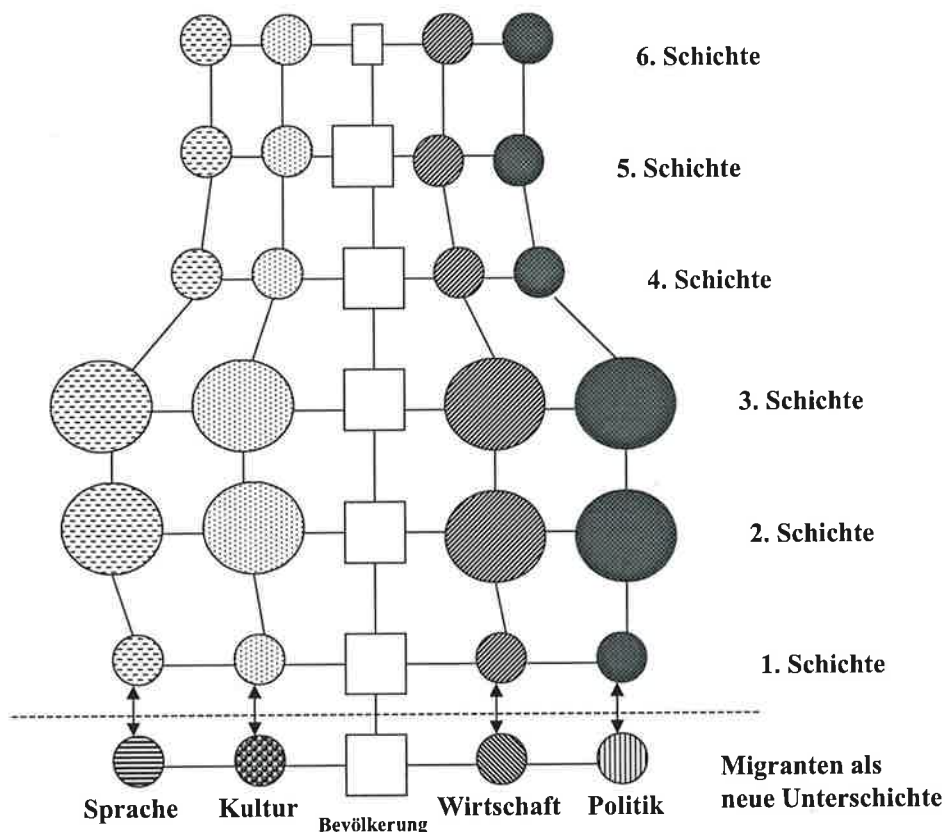 6. Schichte
5. Schichte
4. Schichte
3. Schichte
2. Schichte
1. Schichte
Migranten als
neue Unterschichte
Sprache Kultur Bevölkerung Wirtschaft Politik